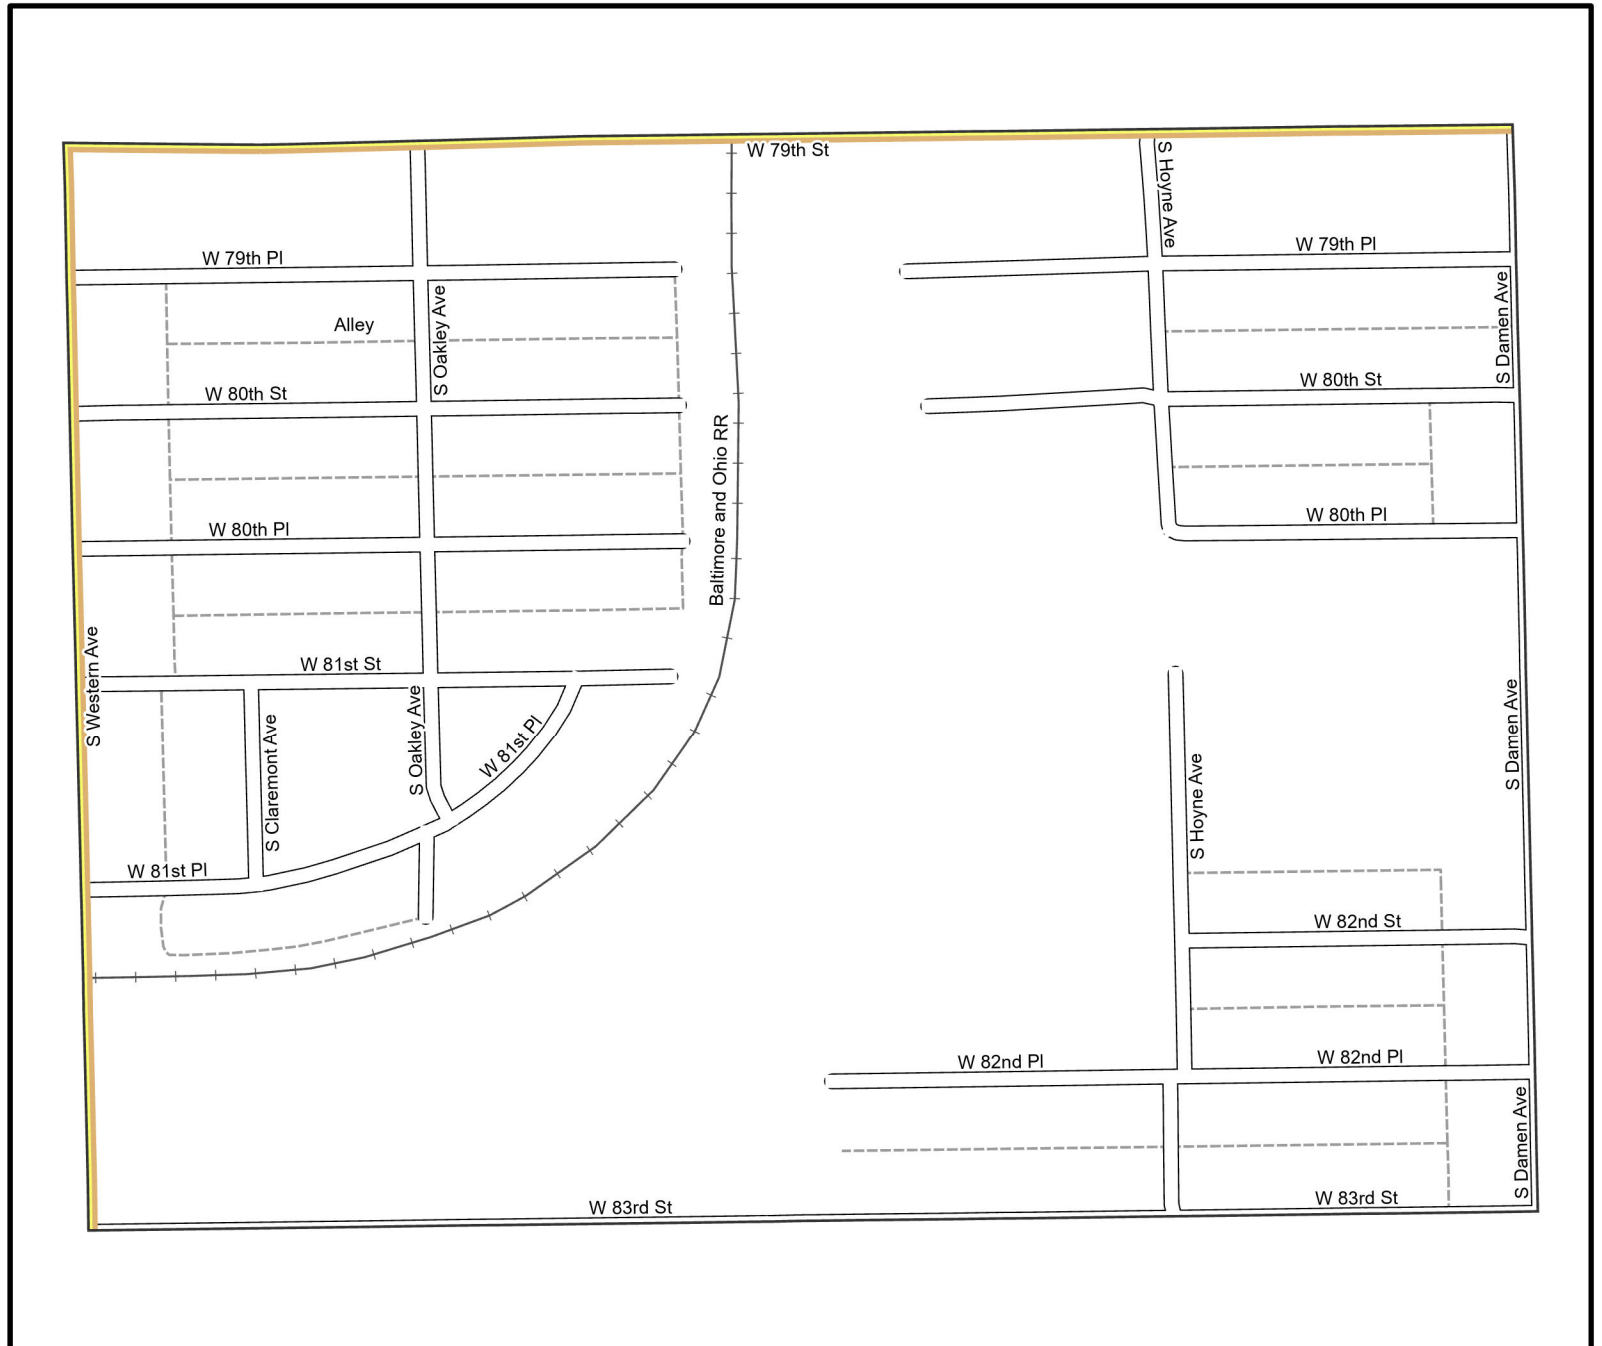 W 79th St
S Hoyne Ave
W 79th Pl
W 79th Pl
Alley
S Oakley Ave
S Damen Ave
W 80th St
W 80th St
Baltimore and Ohio RR
W 80th Pl
W 80th Pl
S Western Ave
W 81st St
S Claremont Ave
S Oakley Ave
W 81st Pl
S Hoyne Ave
S Damen Ave
W 81st Pl
W 82nd St
W 82nd Pl
W 82nd Pl
S Damen Ave
W 83rd St
W 83rd St